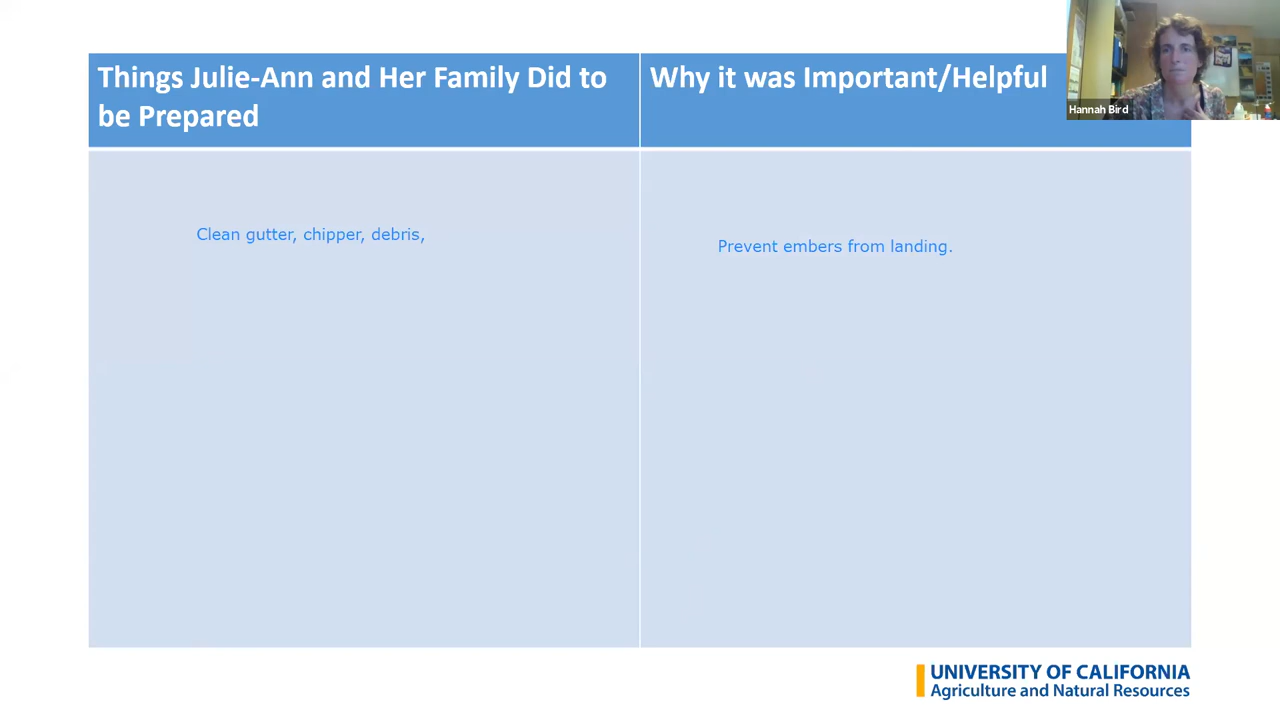 Things Julie-Ann and Her Family Did to
be Prepared
Why it was Important/Helpful
Hannah Bird
Clean gutter, chipper, debris,
Prevent embers from landing.
UNIVERSITY OF CALIFORNIA
Agriculture and Natural Resources